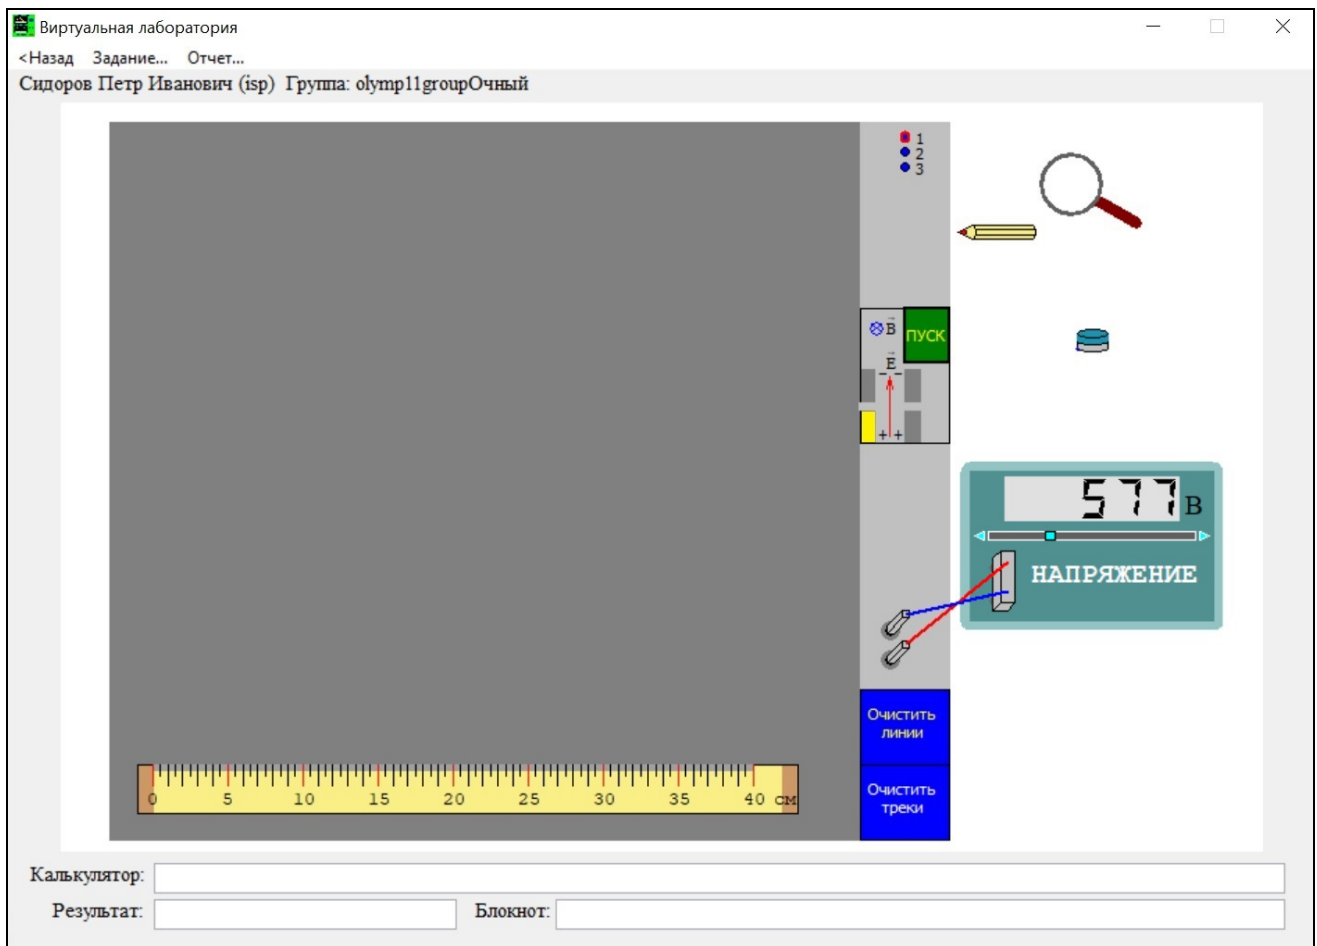 Виртуальная лаборатория
<Назад Задание... Отчет...
Сидоров Петр Иванович (isp) Группа: olymp11groupОчный
1
2
3
B
ПУСК
E
- -
+ +
577 В
НАПРЯЖЕНИЕ
Очистить
линии
Очистить
треки
0 5 10 15 20 25 30 35 40 см
Калькулятор:
Результат: Блокнот: